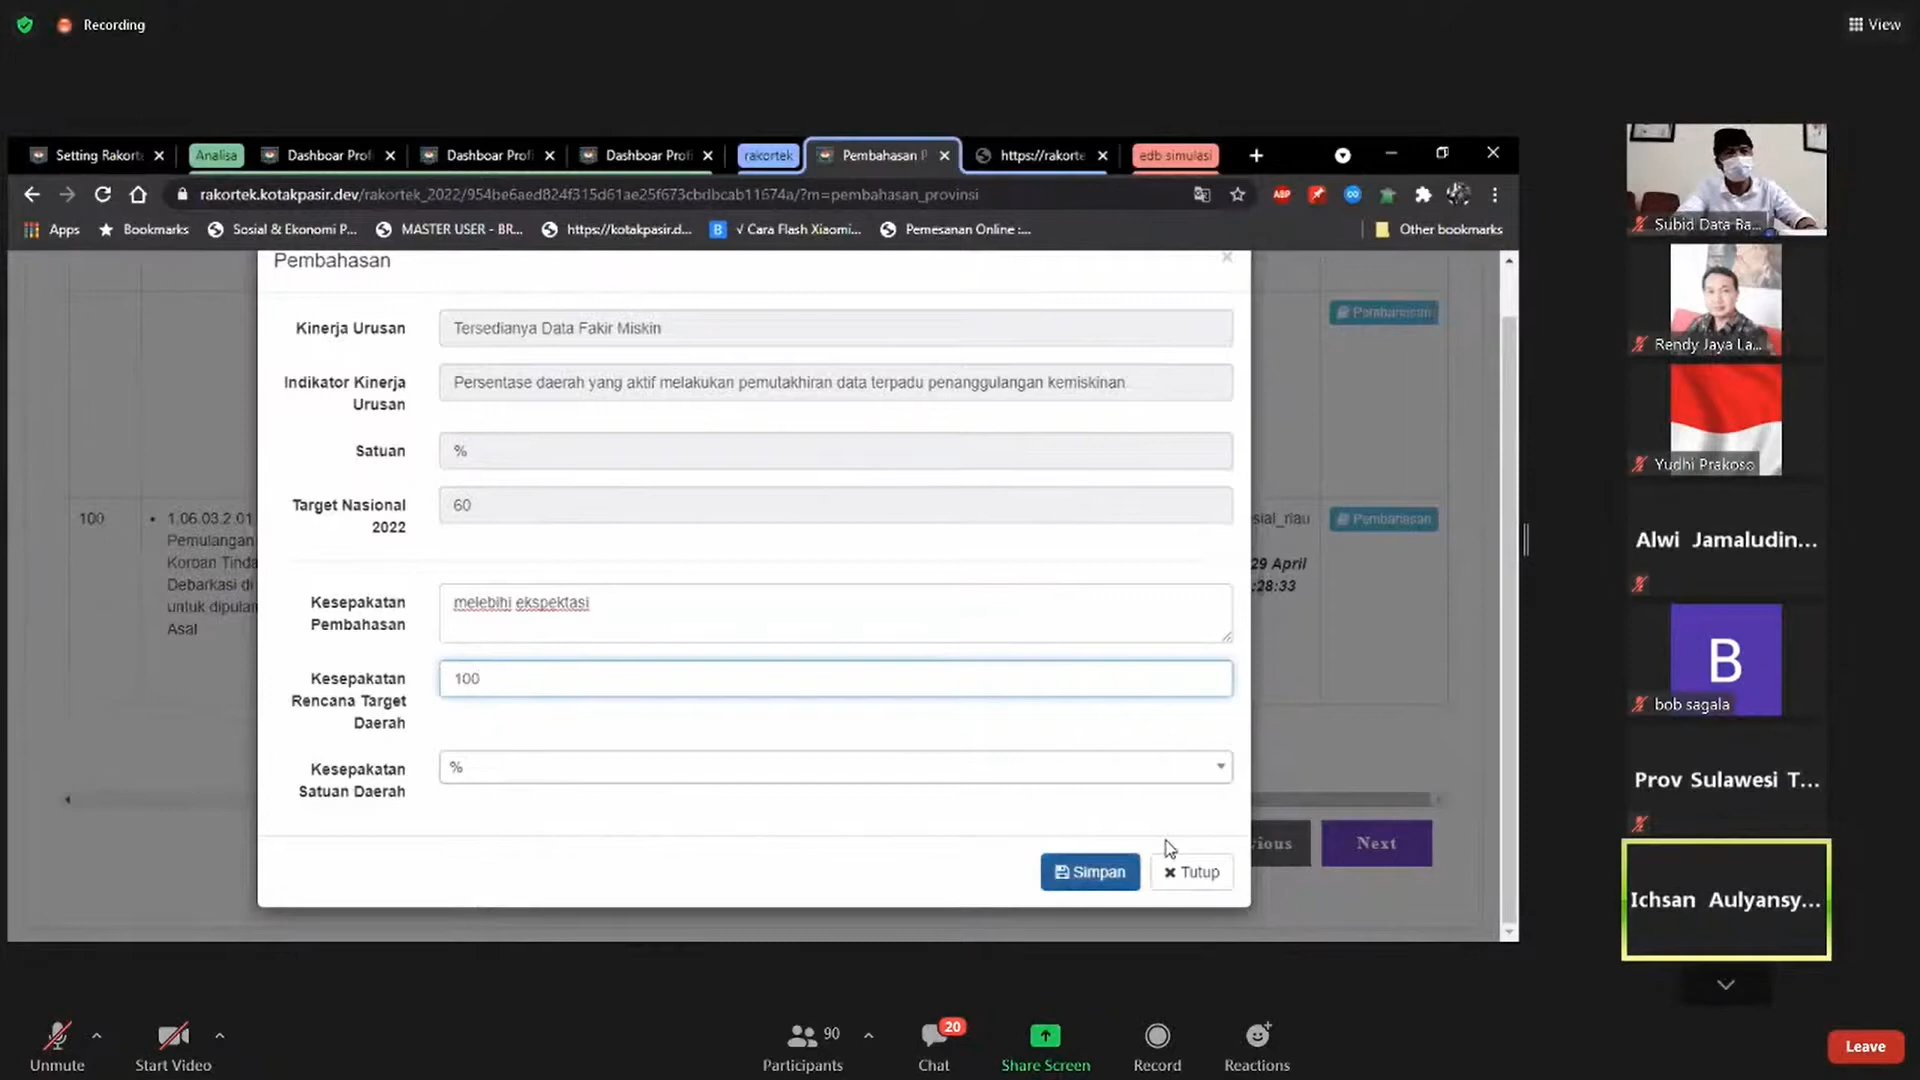 Recording
View
Setting Rakort
Analisa
Dashboar Prof
Dashboar Prof
Dashboar Prof
rakortek
Pembahasan P
https://rakorte
edb simulasi
rakortek.kotakpasir.dev/rakortek_2022/954be6aed824f315d61ae25f673cbdbcab11674a/?m=pembahasan_provinsi
ABP
Apps
Bookmarks
Sosial & Ekonomi P...
MASTER USER - BR...
https://kotakpasir.d...
B
√ Cara Flash Xiaomi...
Pemesanan Online :...
Other bookmarks
Pembahasan
×
Kinerja Urusan
Tersedianya Data Fakir Miskin
Indikator Kinerja
Urusan
Persentase daerah yang aktif melakukan pemutakhiran data terpadu penanggulangan kemiskinan
Satuan
%
Target Nasional
2022
60
Kesepakatan
Pembahasan
melebihi ekspektasi
Kesepakatan
Rencana Target
Daerah
100
Kesepakatan
Satuan Daerah
%
Simpan
Tutup
100
1.06.03.2.01
Pemulangan
Korban Tinda
Debarkasi di
untuk dipulan
Asal
Pembahasan
sial_riau
Pembahasan
29 April
:28:33
vious
Next
Subid Data Ba...
Rendy Jaya La...
Yudhi Prakoso
Alwi Jamaludin...
B
bob sagala
Prov Sulawesi T...
Ichsan Aulyansy...
Unmute
Start Video
90
Participants
20
Chat
Share Screen
Record
Reactions
Leave